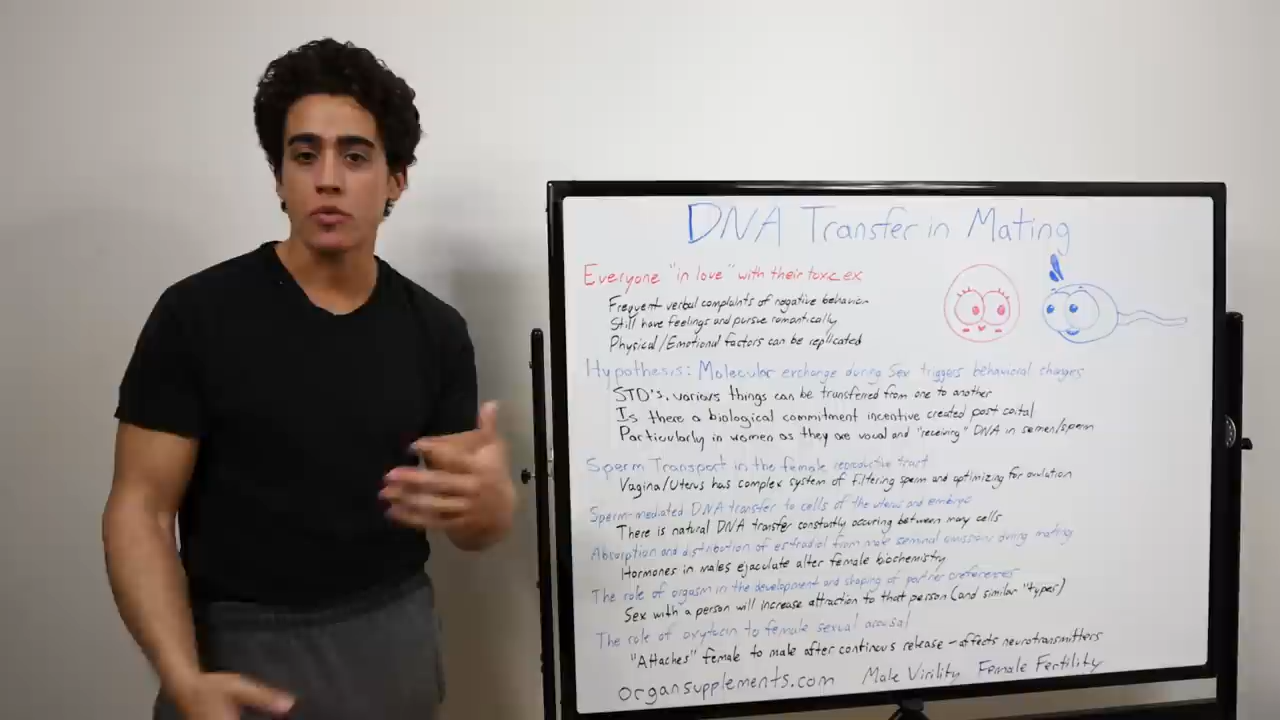 DNA Transfer in Mating
Everyone "in love" with their toxic ex
Frequent verbal complaints of negative behavior
Still have feelings and pursue romantically
Physical/Emotional factors can be replicated
Hypothesis: Molecular exchange during Sex triggers behavioral changes
STD's, various things can be transferred from one to another
Is there a biological commitment incentive created post coital
Particularly in women as they are vocal and "receiving" DNA in semen/sperm
Sperm Transport in the female reproductive tract
Vagina/Uterus has complex system of filtering sperm and optimizing for ovulation
Sperm-mediated DNA transfer to cells of the uterus and embryo
There is natural DNA transfer constantly occuring between many cells
Absorption and distribution of estradiol from male seminal emissions during mating
Hormones in males ejaculate alter female biochemistry
The role of orgasm in the development and shaping of partner preferences
Sex with a person will increase attraction to that person (and similar "types")
The role of oxytocin to female sexual arousal
"Attaches" female to male after continous release - affects neurotransmitters
organsupplements.com Male Virility Female Fertility